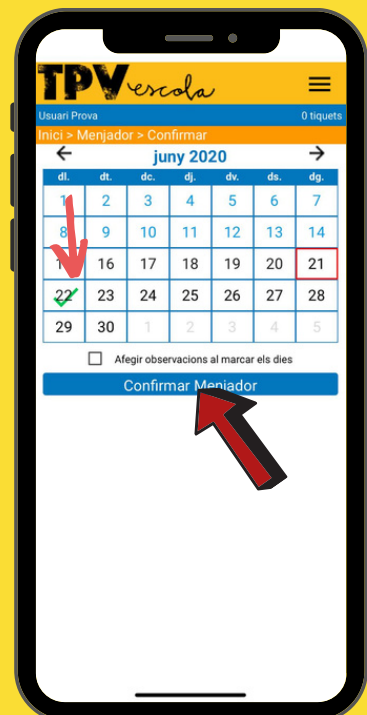 TPV escola
Usuari Prova 0 tiquets
Inici > Menjador > Confirmar
juny 2020
dl. dt. dc. dj. dv. ds. dg.
1 2 3 4 5 6 7
8 9 10 11 12 13 14
16 17 18 19 20 21
22 23 24 25 26 27 28
29 30 1 2 3 4 5
Afegir observacions al marcar els dies
Confirmar Menjador